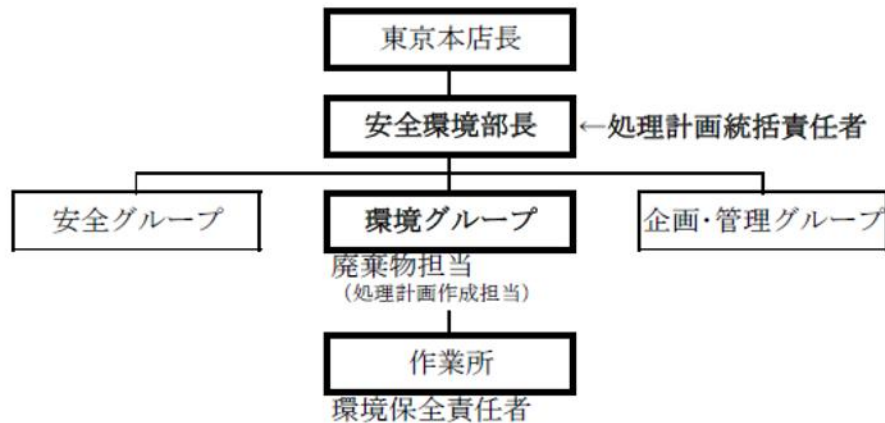 東京本店長
安全環境部長 ←処理計画統括責任者
安全グループ 環境グループ 企画・管理グループ
廃棄物担当
(処理計画作成担当)
作業所
環境保全責任者